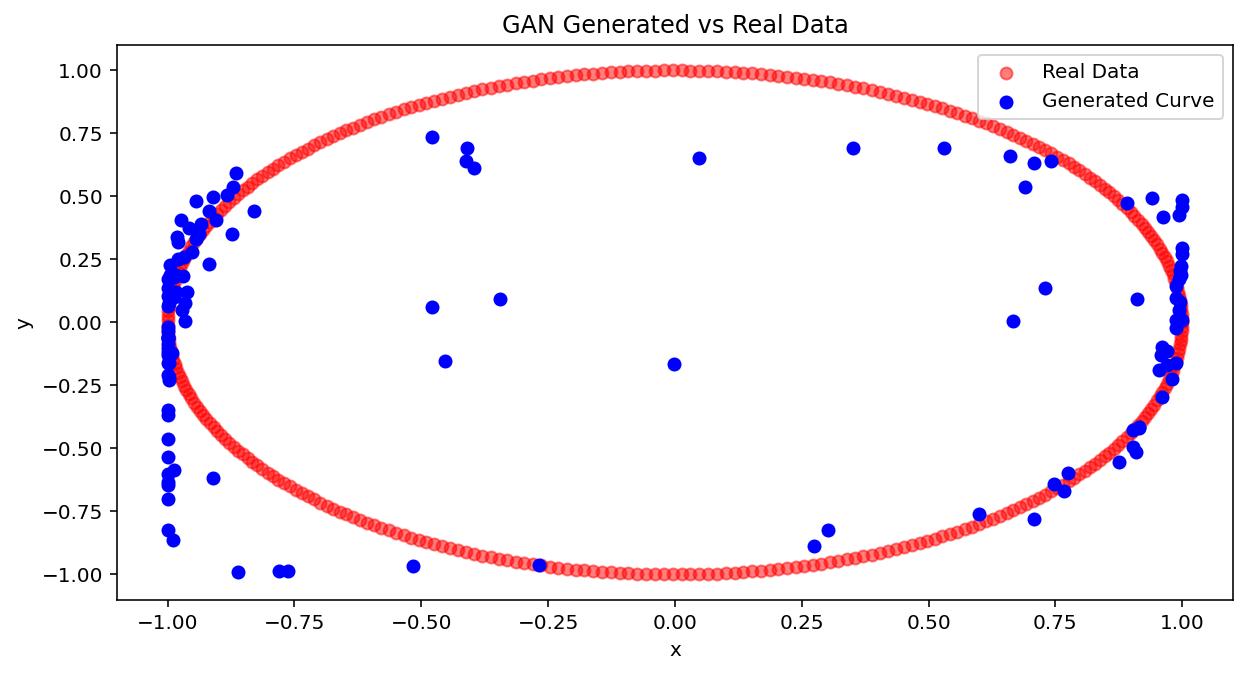 GAN Generated vs Real Data
Real Data
Generated Curve
1.00
0.75
0.50
0.25
0.00
−0.25
−0.50
−0.75
−1.00
y
−1.00 −0.75 −0.50 −0.25 0.00 0.25 0.50 0.75 1.00
x